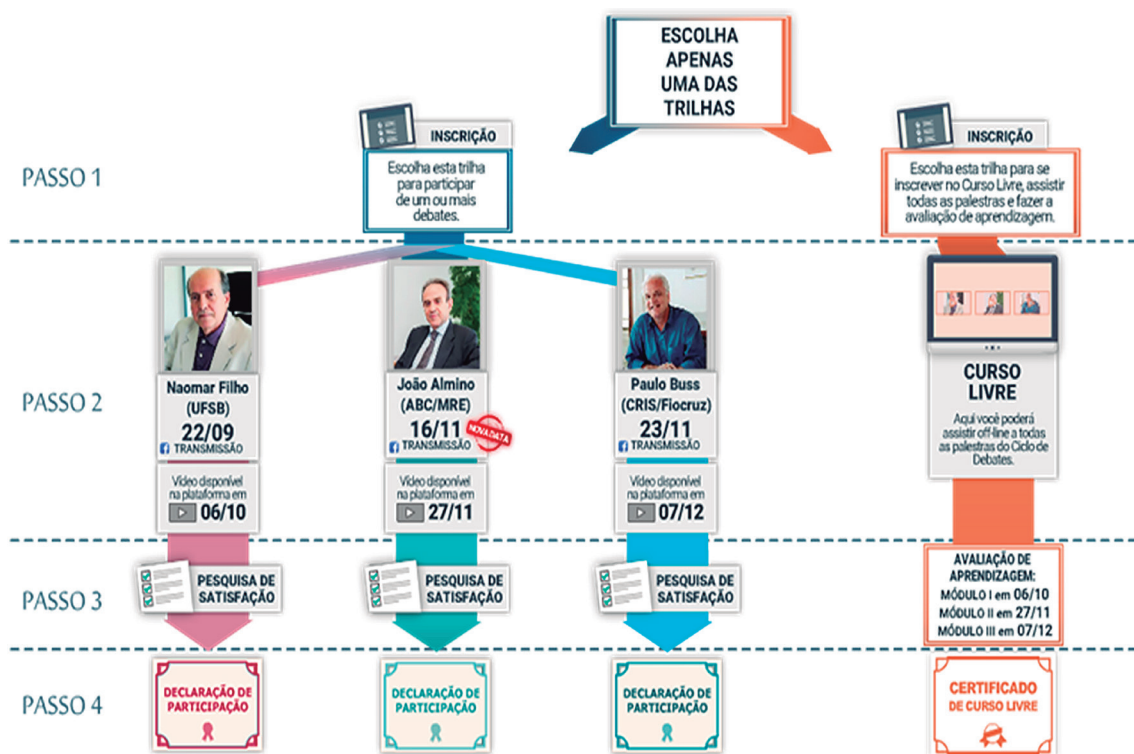 ESCOLHA
APENAS
UMA DAS
TRILHAS
PASSO 1
INSCRIÇÃO
Escolha esta trilha
para participar
de um ou mais
debates.
INSCRIÇÃO
Escolha esta trilha para se
inscrever no Curso Livre, assistir
todas as palestras e fazer a
avaliação de aprendizagem.
PASSO 2
Naomar Filho
(UFSB)
22/09
TRANSMISSÃO
Vídeo disponível
na plataforma em
06/10
João Almino
(ABC/MRE)
16/11
NOVA DATA
TRANSMISSÃO
Vídeo disponível
na plataforma em
27/11
Paulo Buss
(CRIS/Fiocruz)
23/11
TRANSMISSÃO
Vídeo disponível
na plataforma em
07/12
CURSO
LIVRE
Aqui você poderá
assistir off-line a todas
as palestras do Ciclo de
Debates.
PASSO 3
PESQUISA DE
SATISFAÇÃO
PESQUISA DE
SATISFAÇÃO
PESQUISA DE
SATISFAÇÃO
AVALIAÇÃO DE
APRENDIZAGEM:
MÓDULO I em 06/10
MÓDULO II em 27/11
MÓDULO III em 07/12
PASSO 4
DECLARAÇÃO DE
PARTICIPAÇÃO
DECLARAÇÃO DE
PARTICIPAÇÃO
DECLARAÇÃO DE
PARTICIPAÇÃO
CERTIFICADO
DE CURSO LIVRE